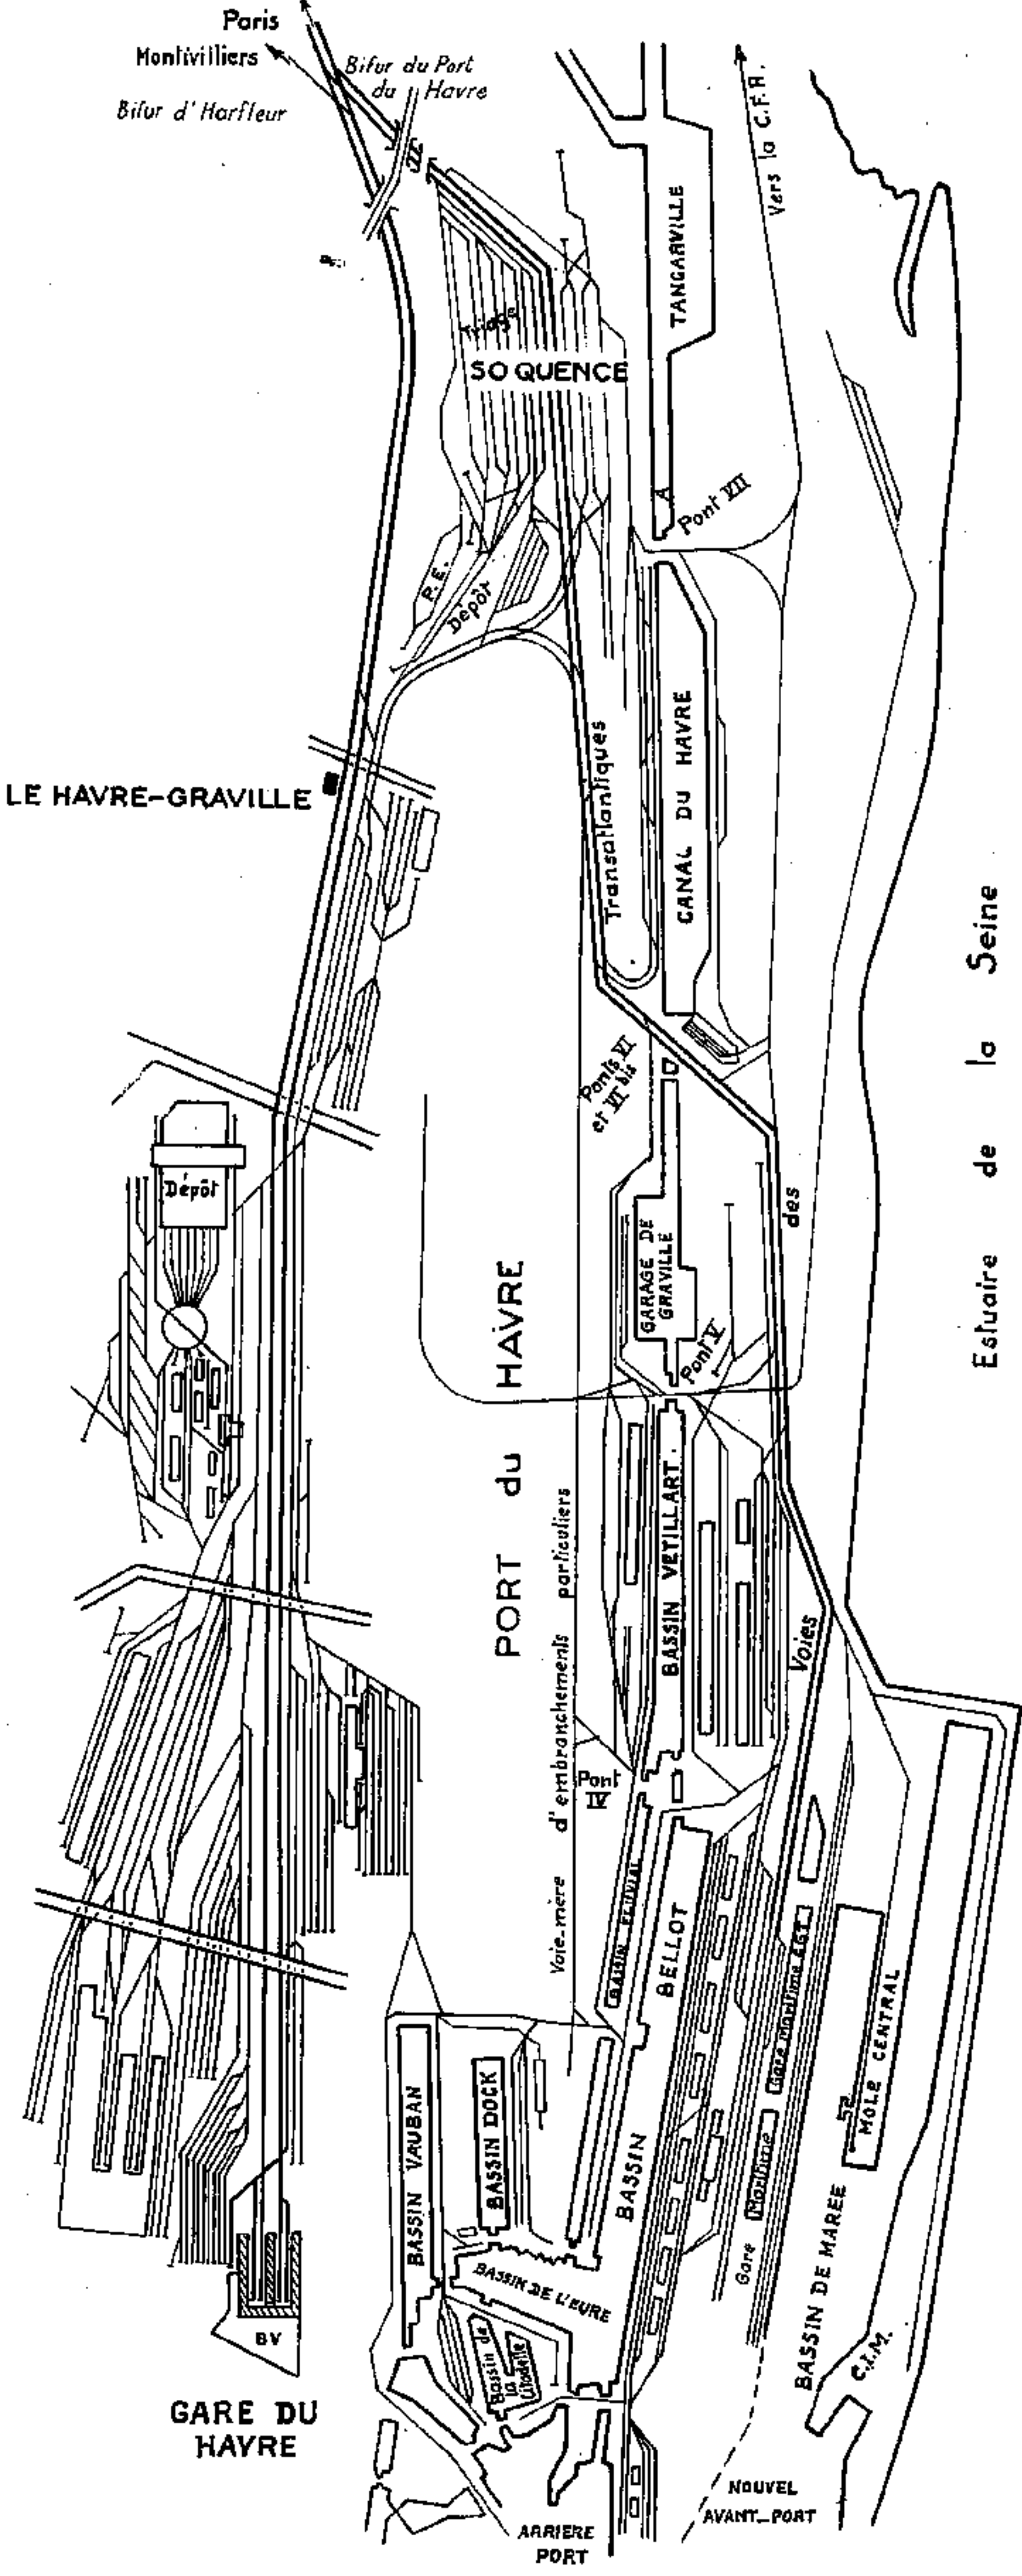 Paris
Montivilliers
Bifur du Port
du Havre
Bifur d'Harfleur
Vers la C.F.R.
TANCARVILLE
Triage
SOQUENCE
Pont VII
P.E.
Dépôt
LE HAVRE-GRAVILLE
Transatlantiques
CANAL DU HAVRE
Estuaire de la Seine
Ponts VI
et VI bis
Dépôt
des
GARAGE DE
GRAVILLE
Pont V
PORT du HAVRE
BASSIN VETILLART
Voies
Voie-mère d'embranchements particuliers
Pont
IV
BASSIN FLUVIAL
BASSIN BELLOT
Gare Maritime EGT
MOLE CENTRAL
BASSIN VAUBAN
BASSIN DOCK
Gare Maritime
BASSIN DE MAREE
BASSIN DE L'EURE
Bassin de
la
Citadelle
C.I.M.
BV
GARE DU
HAVRE
NOUVEL
AVANT-PORT
ARRIERE
PORT